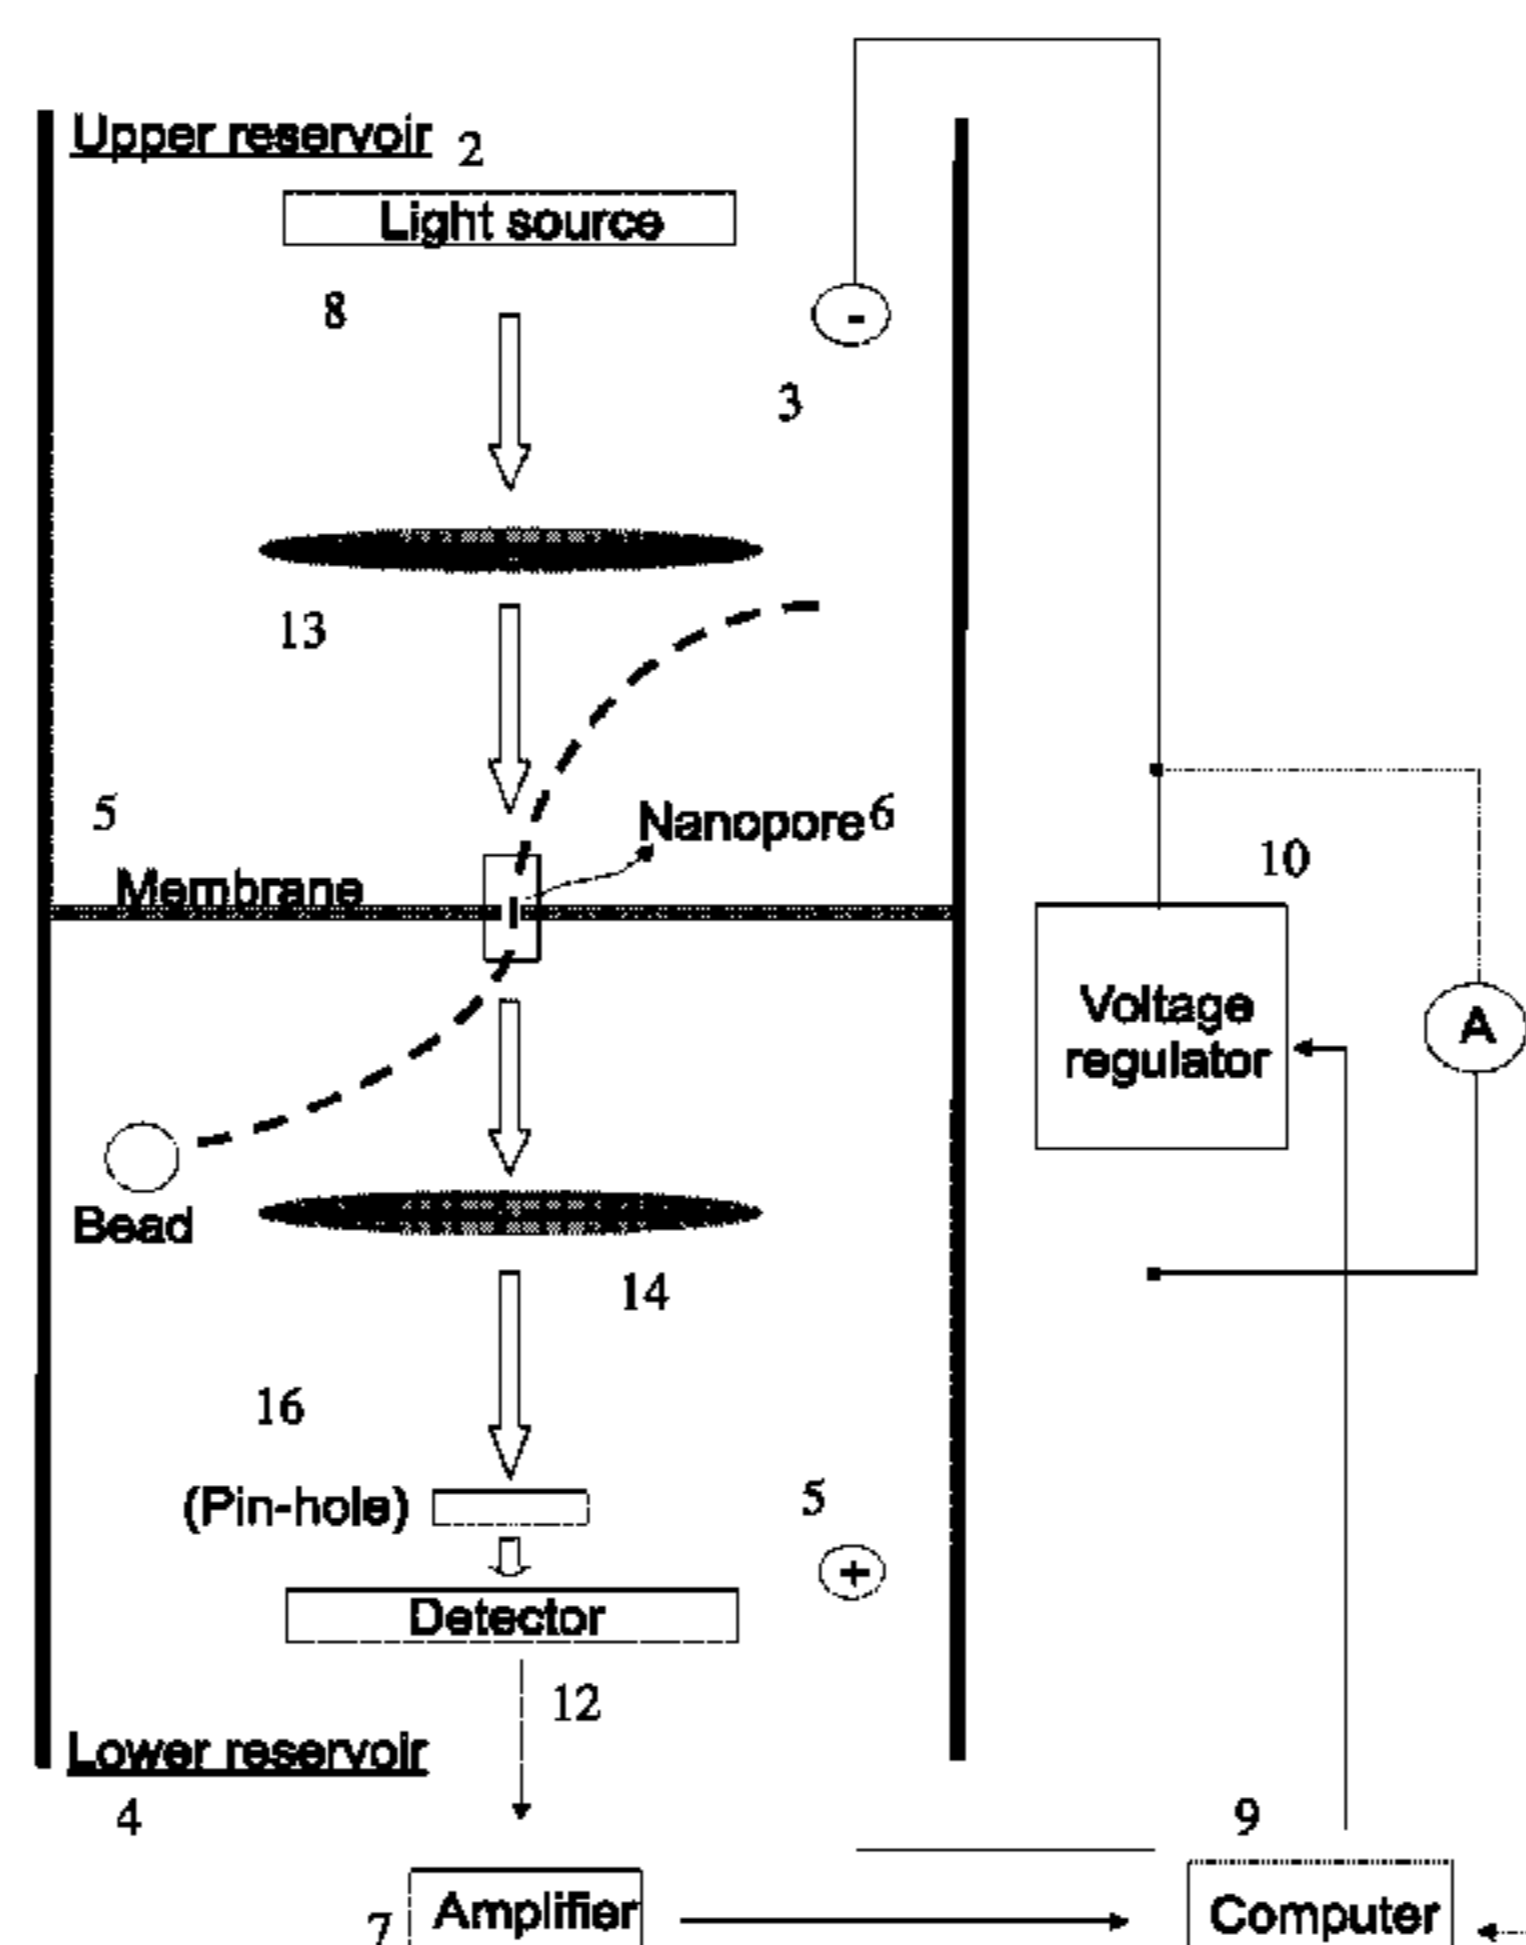 Upper reservoir 2
Light source
8
-
3
13
5
Nanopore 6
Membrane
10
Voltage
regulator
A
Bead
14
16
(Pin-hole)
5
+
Detector
12
Lower reservoir
4
9
7
Amplifier
Computer